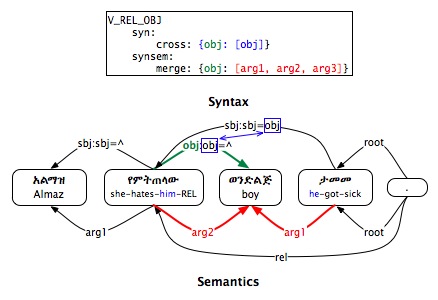 V_REL_OBJ
syn:
cross: {obj: [obj]}
synsem:
merge: {obj: [arg1, arg2, arg3]}
Syntax
sbj:sbj=obj
sbj:sbj=^
obj:obj=^
root
አልማዝ
Almaz
የምትጠላው
she-hates-him-REL
ወንድልጅ
boy
ታመመ
he-got-sick
.
arg1
arg2
arg1
root
rel
Semantics